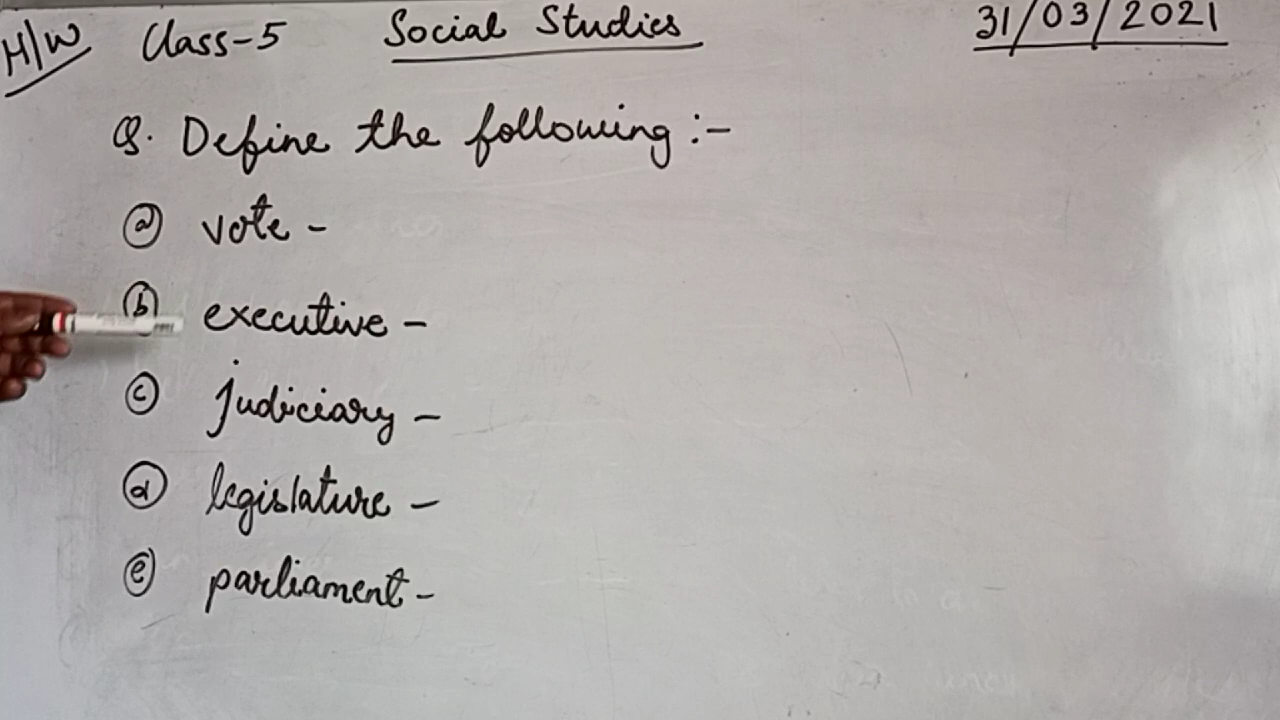 H/W Class-5 Social Studies 31/03/2021
Q. Define the following :-
(a) vote -
(b) executive -
(c) judiciary -
(d) legislature -
(e) parliament -